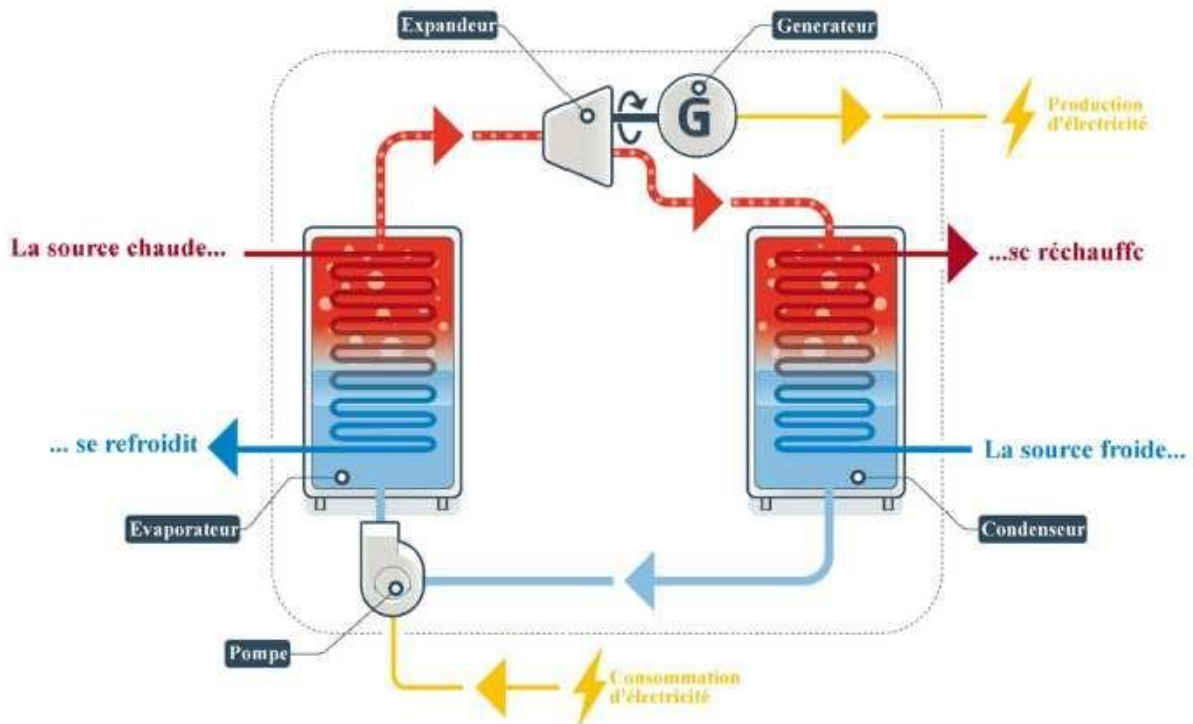 Expandeur
Generateur
G
Production
d'électricité
La source chaude...
...se réchauffe
... se refroidit
La source froide...
Evaporateur
Condenseur
Pompe
Consommation
d'électricité